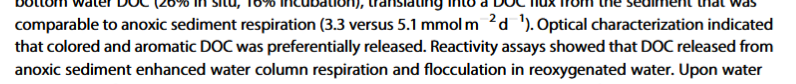 bottom water DOC (26% in situ, 16% incubation), translating into a DOC flux from the sediment that was
comparable to anoxic sediment respiration (3.3 versus 5.1 mmol m ²d ¹). Optical characterization indicated
that colored and aromatic DOC was preferentially released. Reactivity assays showed that DOC released from
anoxic sediment enhanced water column respiration and flocculation in reoxygenated water. Upon water